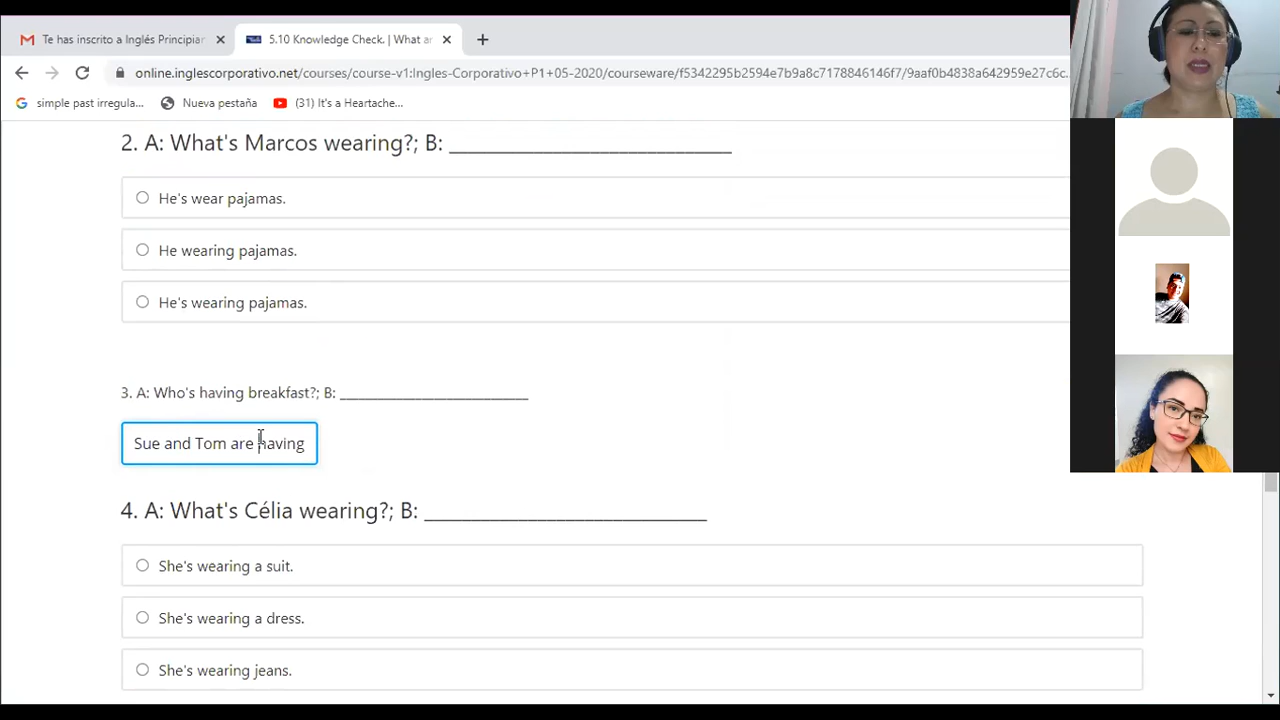 Te has inscrito a Inglés Principiar
5.10 Knowledge Check. | What ar
online.inglescorporativo.net/courses/course-v1:Ingles-Corporativo+P1+05-2020/courseware/f5342295b2594e7b9a8c7178846146f7/9aaf0b4838a642959e27c6c...
simple past irregula...
Nueva pestaña
(31) It's a Heartache...
2. A: What's Marcos wearing?; B: ____________________________
He's wear pajamas.
He wearing pajamas.
He's wearing pajamas.
3. A: Who's having breakfast?; B: _________________________
Sue and Tom are having
4. A: What's Célia wearing?; B: ____________________________
She's wearing a suit.
She's wearing a dress.
She's wearing jeans.